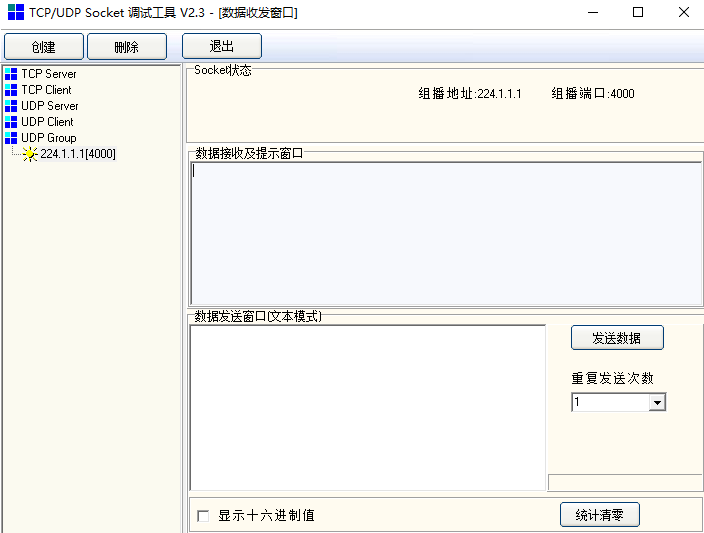 TCP/UDP Socket 调试工具 V2.3 - [数据收发窗口]
创建 删除 退出
TCP Server
TCP Client
UDP Server
UDP Client
UDP Group
224.1.1.1[4000]
Socket状态
组播地址:224.1.1.1 组播端口:4000
数据接收及提示窗口
数据发送窗口(文本模式)
发送数据
重复发送次数
1
显示十六进制值
统计清零